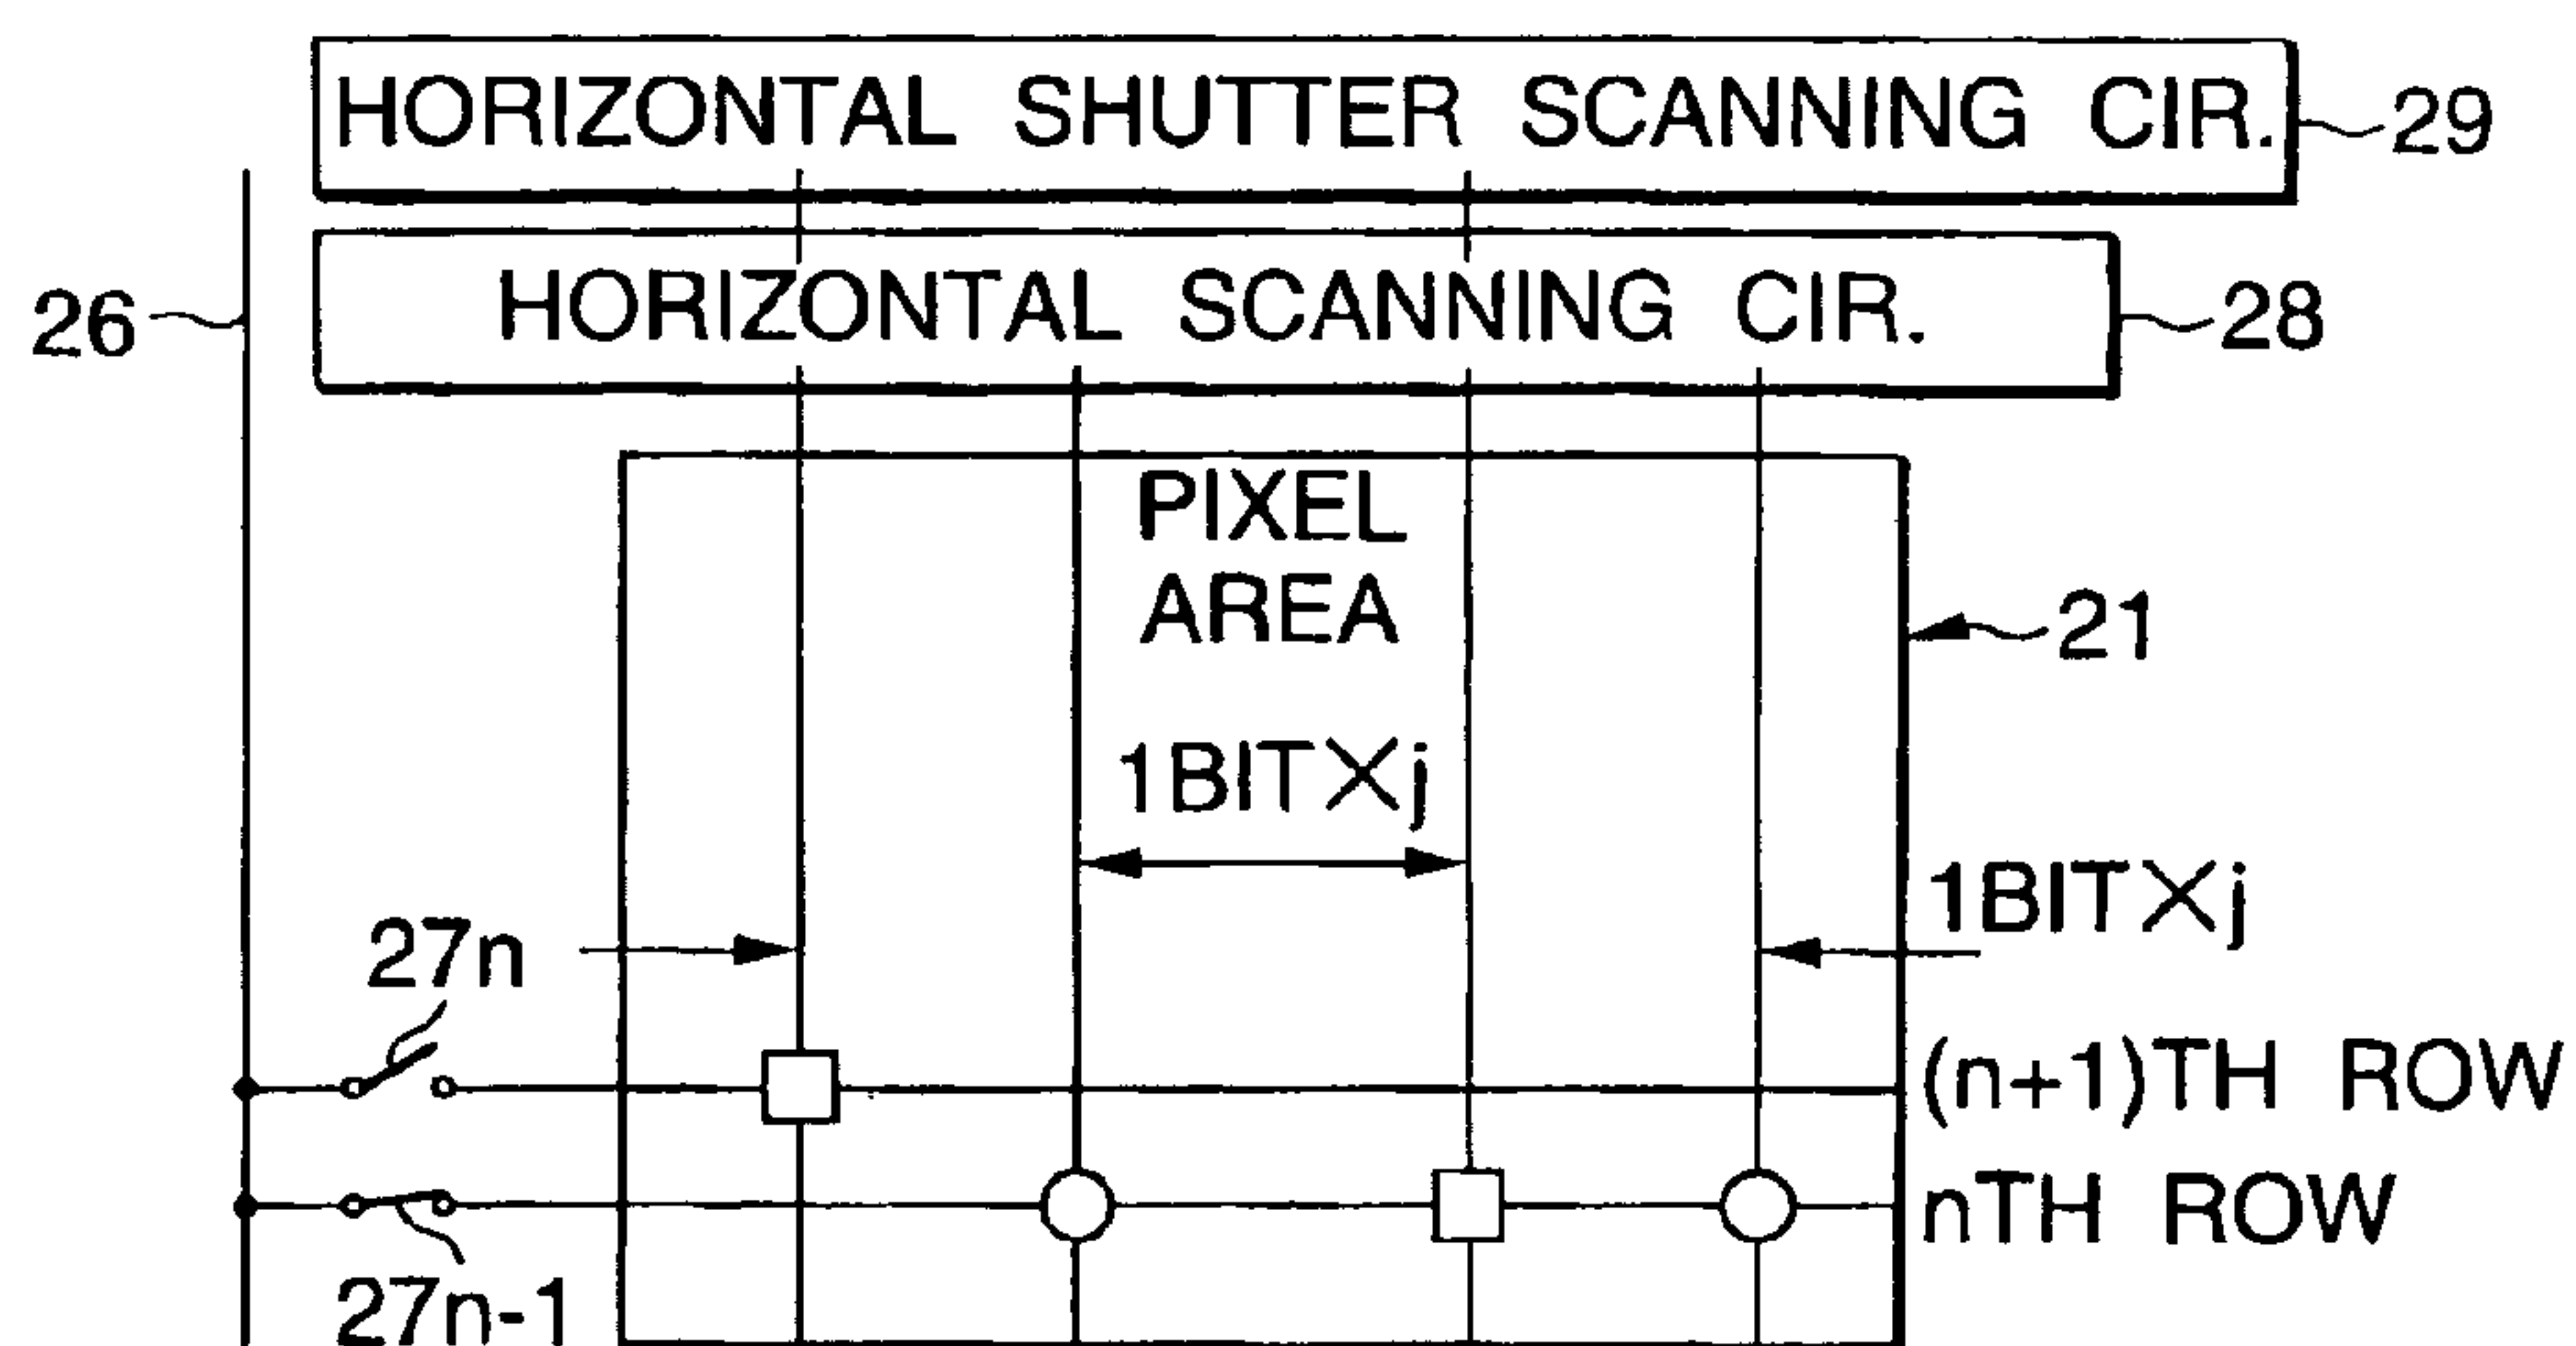 HORIZONTAL SHUTTER SCANNING CIR.
29
26
HORIZONTAL SCANNING CIR.
28
PIXEL
AREA
21
1BIT×j
1BIT×j
27n
(n+1)TH ROW
nTH ROW
27n-1